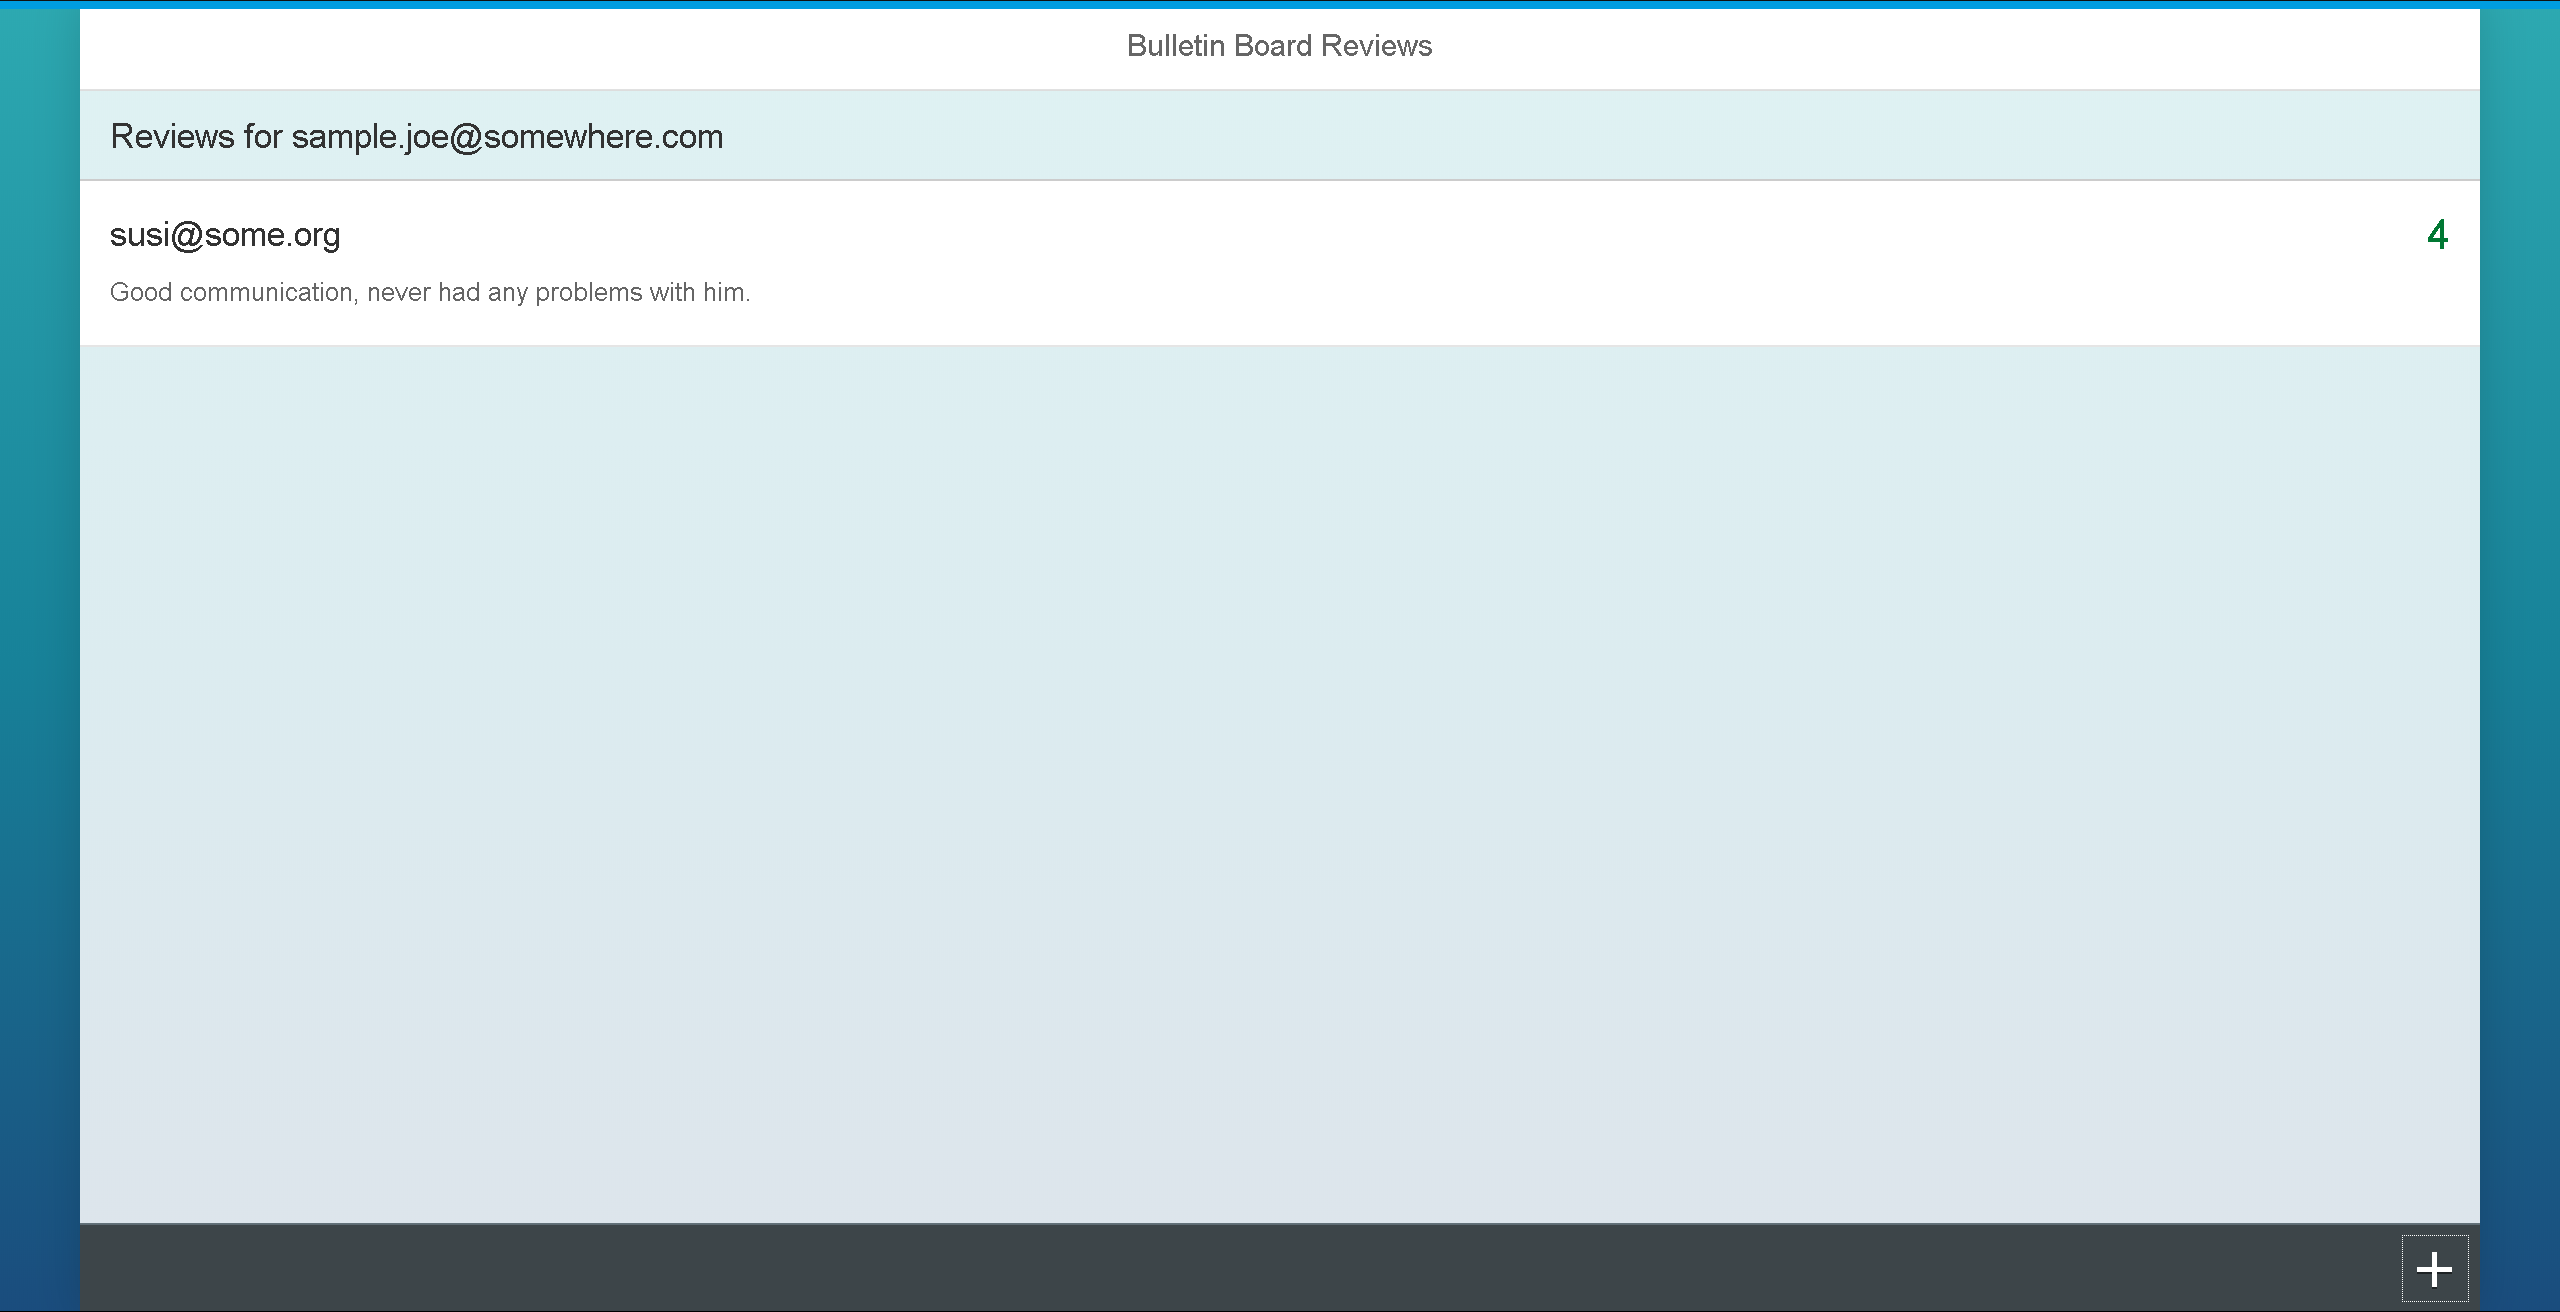 Bulletin Board Reviews
Reviews for sample.joe@somewhere.com
susi@some.org
4
Good communication, never had any problems with him.